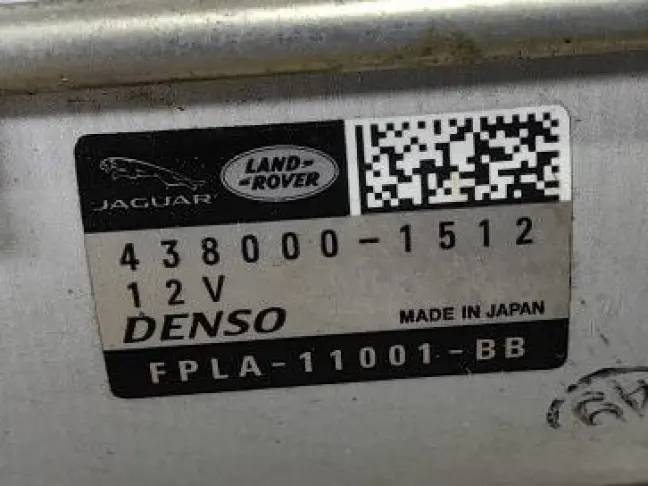 JAGUAR
LAND-
-ROVER
438000-1512
12V
DENSO
MADE IN JAPAN
FPLA-11001-BB